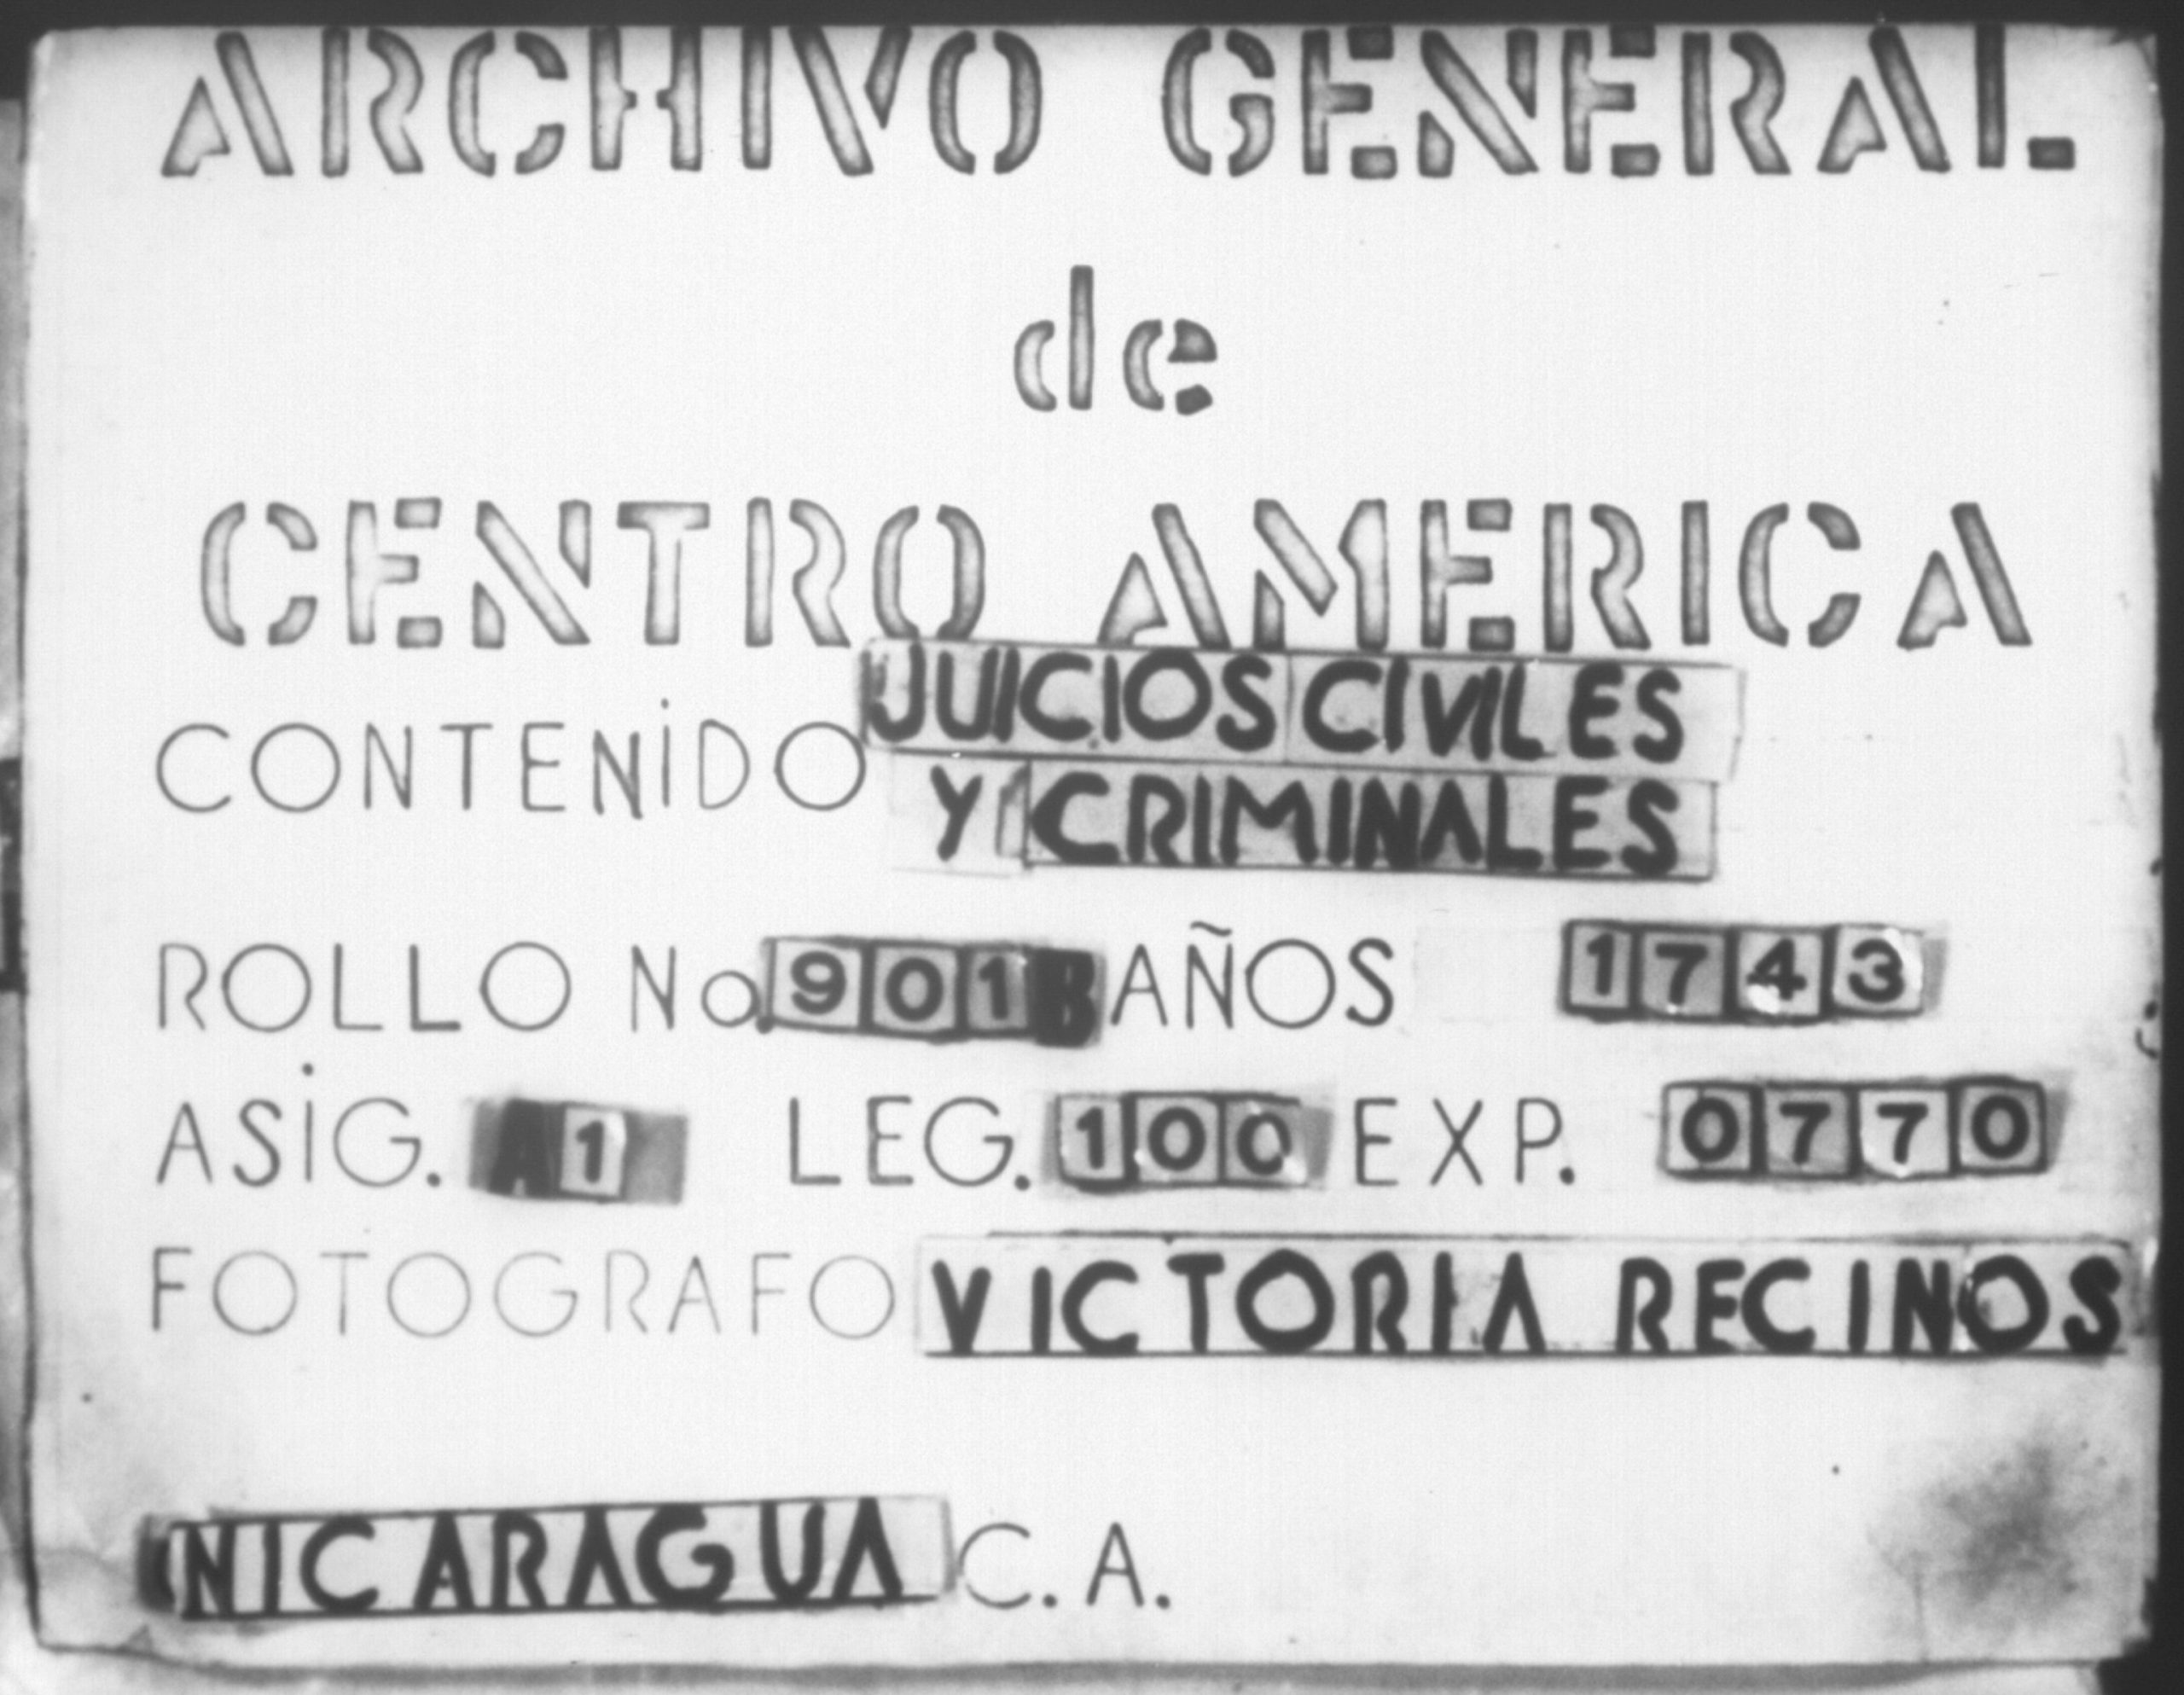 ARCHIVO GENERAL
de
CENTRO AMERICA
CONTENIDO JUICIOS CIVILES
Y CRIMINALES
ROLLO No. 901 B AÑOS 1743
ASIG. A1 LEG. 100 EXP. 0770
FOTOGRAFO VICTORIA RECINOS
NICARAGUA C. A.